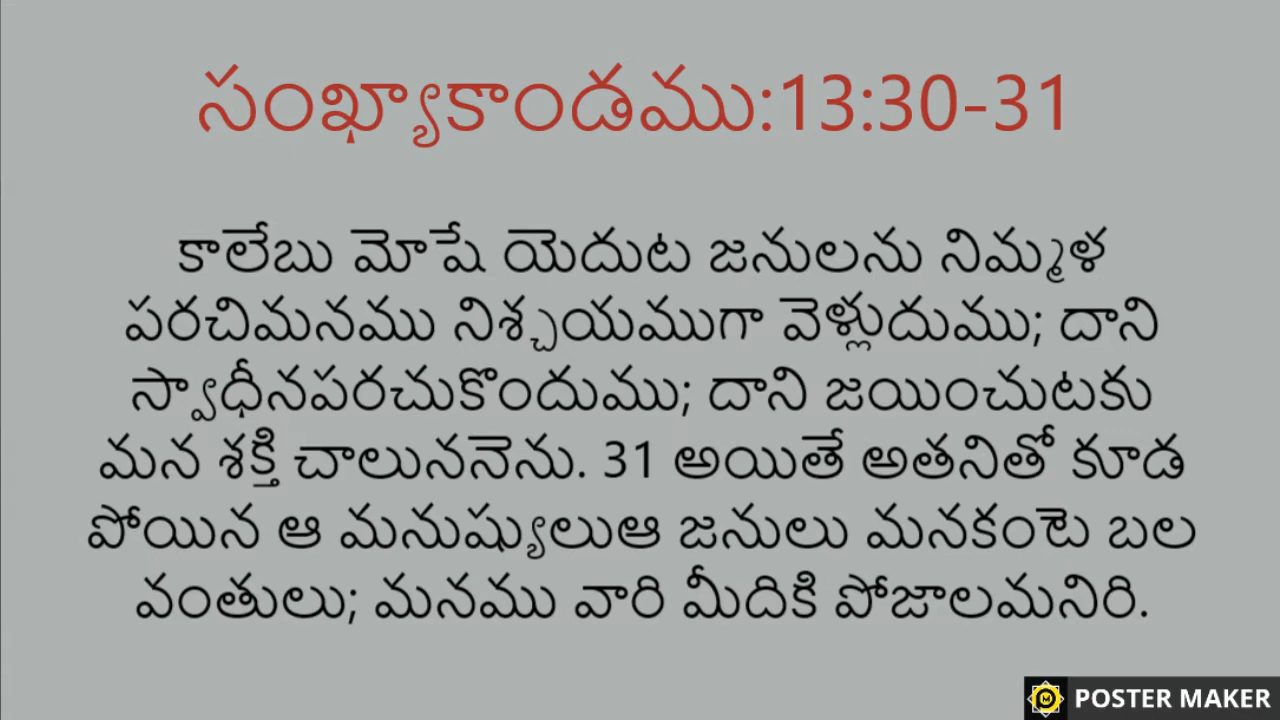 సంఖ్యాకాండము:13:30-31
కాలేబు మోషే యెదుట జనులను నిమ్మళ
పరచిమనము నిశ్చయముగా వెళ్లుదుము; దాని
స్వాధీనపరచుకొందుము; దాని జయించుటకు
మన శక్తి చాలుననెను. 31 అయితే అతనితో కూడ
పోయిన ఆ మనుష్యులుఆ జనులు మనకంటె బల
వంతులు; మనము వారి మీదికి పోజాలమనిరి.
POSTER MAKER